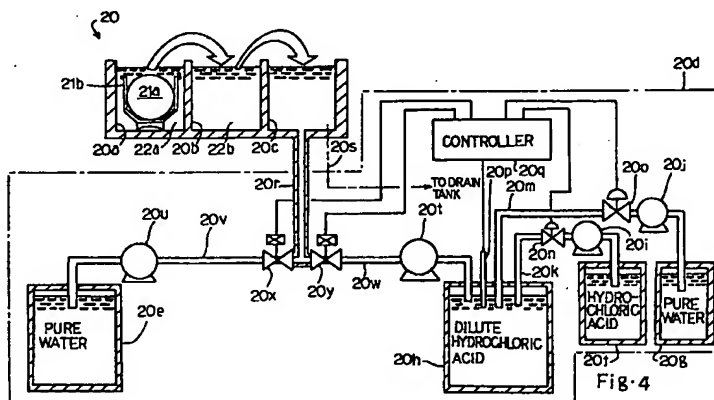 20
20d
21b
21a
20a
22a
20b
22b
20c
20s
CONTROLLER
20p
20q
20m
20o
20j
TO DRAIN
TANK
20r
20t
20n
20i
20u
20v
20k
20x
20y
20w
PURE
WATER
20e
20h
DILUTE
HYDROCHLORIC
ACID
HYDRO-
CHLORIC
ACID
20f
PURE
WATER
20g
Fig. 4